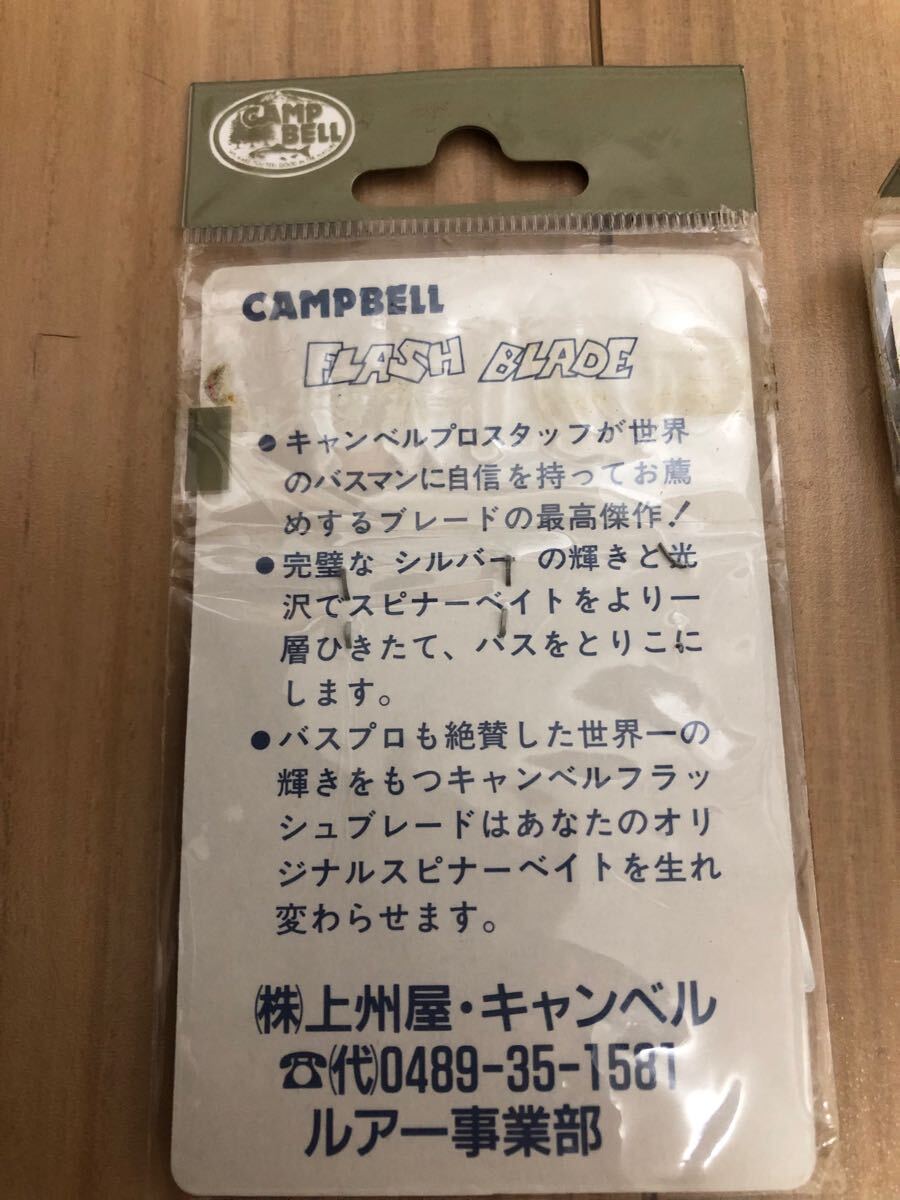 CAMP
BELL
CAMPBELL
FLASH BLADE
●キャンベルプロスタッフが世界
のバスマンに自信を持ってお薦
めするブレードの最高傑作!
●完璧な シルバー の輝きと光
沢でスピナーベイトをより一
層ひきたて、バスをとりこに
します。
●バスプロも絶賛した世界一の
輝きをもつキャンベルフラッ
シュブレードはあなたのオリ
ジナルスピナーベイトを生れ
変わらせます。
㈱上州屋・キャンベル
☎㈹0489-35-1581
ルアー事業部